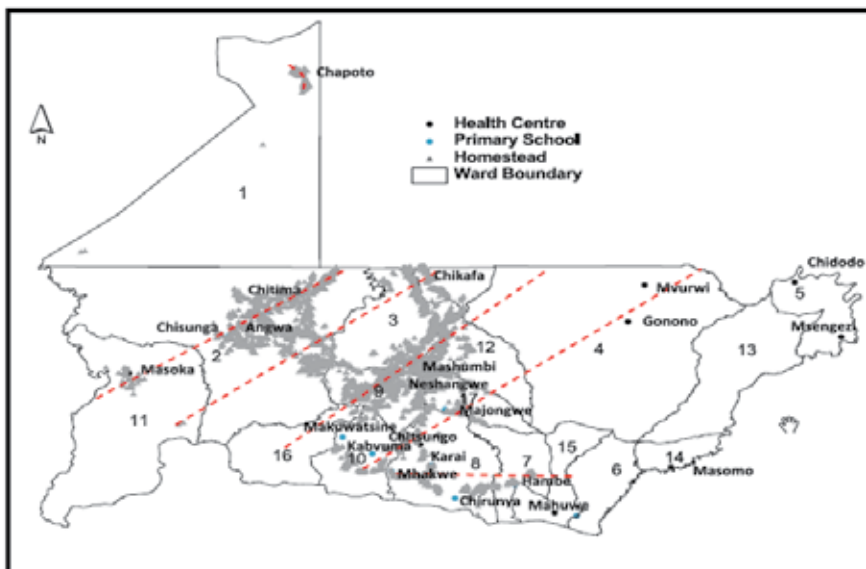 Chapoto
N
Health Centre
Primary School
Homestead
Ward Boundary
1
Chidodo
Chikafa
Chitima
Mvurwi
5
Chisunga
Angwa
3
Gonono
Msengezi
2
12
4
13
Masoka
Mashumbi
Neshangwe
9
17
11
Majongwe
Makuwatsine
Chitsungo
15
Kabvuma
16
10
Karai
8
7
6
14
Mhakwe
Hambe
Masomo
Chirunya
Mahuwe